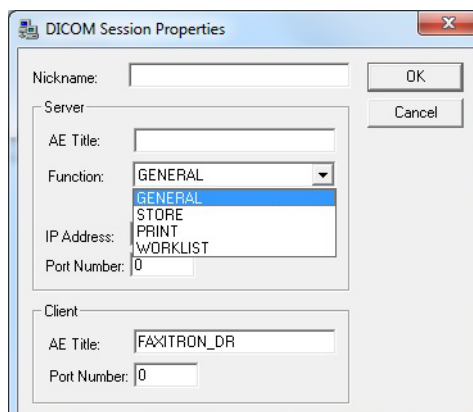 DICOM Session Properties
Nickname:
OK
Server
Cancel
AE Title:
Function: GENERAL
GENERAL
STORE
PRINT
IP Address:
WORKLIST
Port Number: 0
Client
AE Title: FAXITRON_DR
Port Number: 0